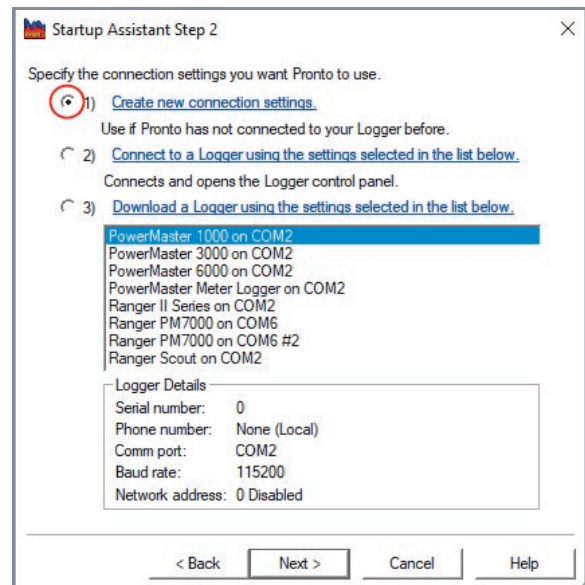 Startup Assistant Step 2
Specify the connection settings you want Pronto to use.
1) Create new connection settings.
Use if Pronto has not connected to your Logger before.
2) Connect to a Logger using the settings selected in the list below.
Connects and opens the Logger control panel.
3) Download a Logger using the settings selected in the list below.
PowerMaster 1000 on COM2
PowerMaster 3000 on COM2
PowerMaster 6000 on COM2
PowerMaster Meter Logger on COM2
Ranger II Series on COM2
Ranger PM7000 on COM6
Ranger PM7000 on COM6 #2
Ranger Scout on COM2
Logger Details
Serial number: 0
Phone number: None (Local)
Comm port: COM2
Baud rate: 115200
Network address: 0 Disabled
< Back Next > Cancel Help